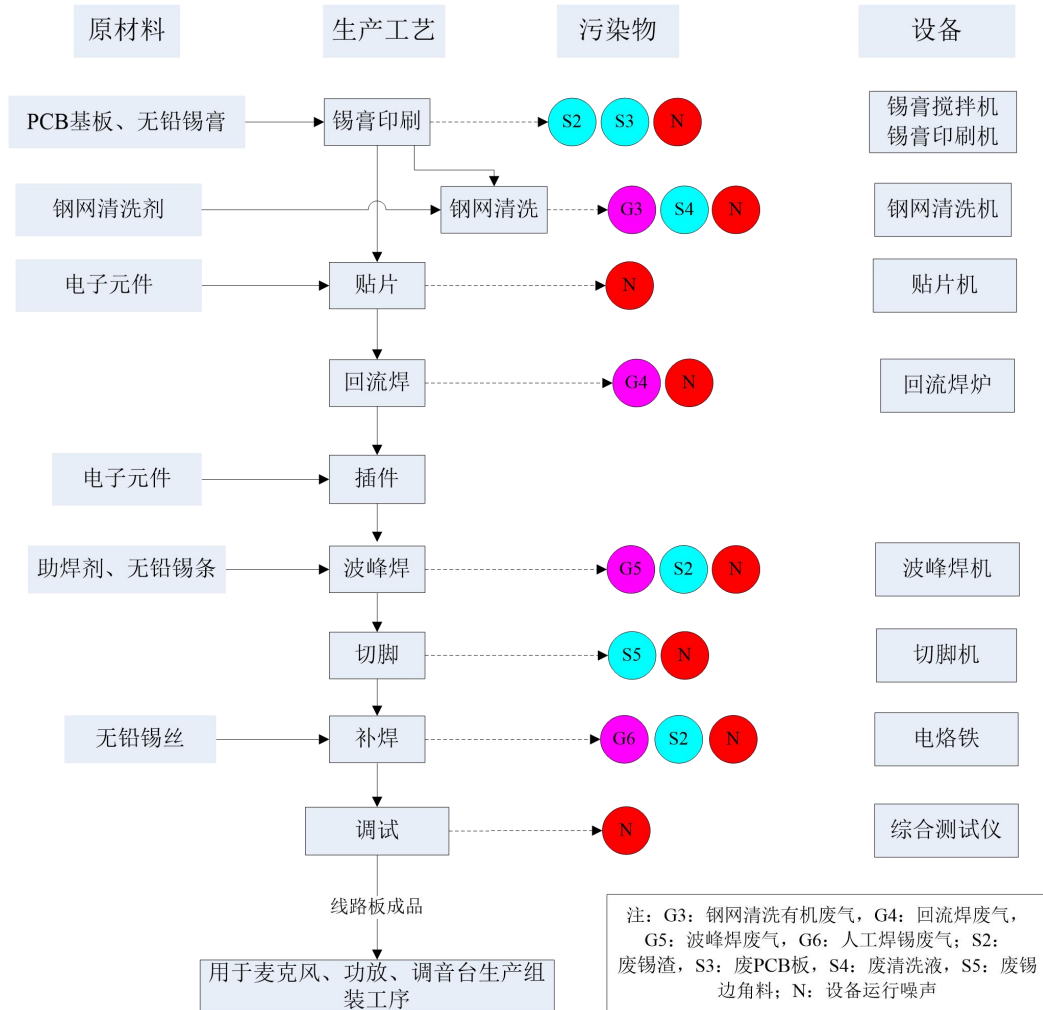 原材料
生产工艺
污染物
设备
PCB基板、无铅锡膏
锡膏印刷
S2
S3
N
锡膏搅拌机
锡膏印刷机
钢网清洗剂
钢网清洗
G3
S4
N
钢网清洗机
电子元件
贴片
N
贴片机
回流焊
G4
N
回流焊炉
电子元件
插件
助焊剂、无铅锡条
波峰焊
G5
S2
N
波峰焊机
切脚
S5
N
切脚机
无铅锡丝
补焊
G6
S2
N
电烙铁
调试
N
综合测试仪
线路板成品
用于麦克风、功放、调音台生产组
装工序
注：G3：钢网清洗有机废气，G4：回流焊废气，
G5：波峰焊废气，G6：人工焊锡废气；S2：
废锡渣，S3：废PCB板，S4：废清洗液，S5：废锡
边角料；N：设备运行噪声